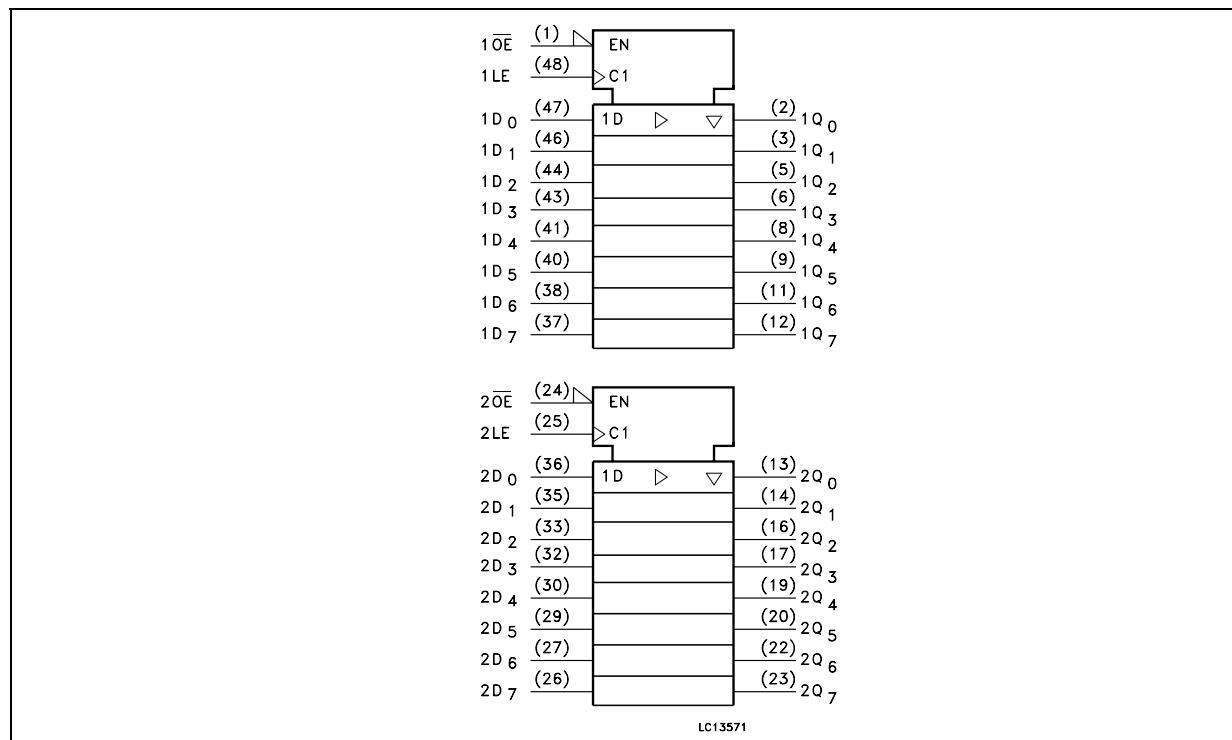 1O̅E̅ (1) EN
1LE (48) C1
1D0 (47) 1D (2) 1Q0
1D1 (46) (3) 1Q1
1D2 (44) (5) 1Q2
1D3 (43) (6) 1Q3
1D4 (41) (8) 1Q4
1D5 (40) (9) 1Q5
1D6 (38) (11) 1Q6
1D7 (37) (12) 1Q7
2O̅E̅ (24) EN
2LE (25) C1
2D0 (36) 1D (13) 2Q0
2D1 (35) (14) 2Q1
2D2 (33) (16) 2Q2
2D3 (32) (17) 2Q3
2D4 (30) (19) 2Q4
2D5 (29) (20) 2Q5
2D6 (27) (22) 2Q6
2D7 (26) (23) 2Q7
LC13571